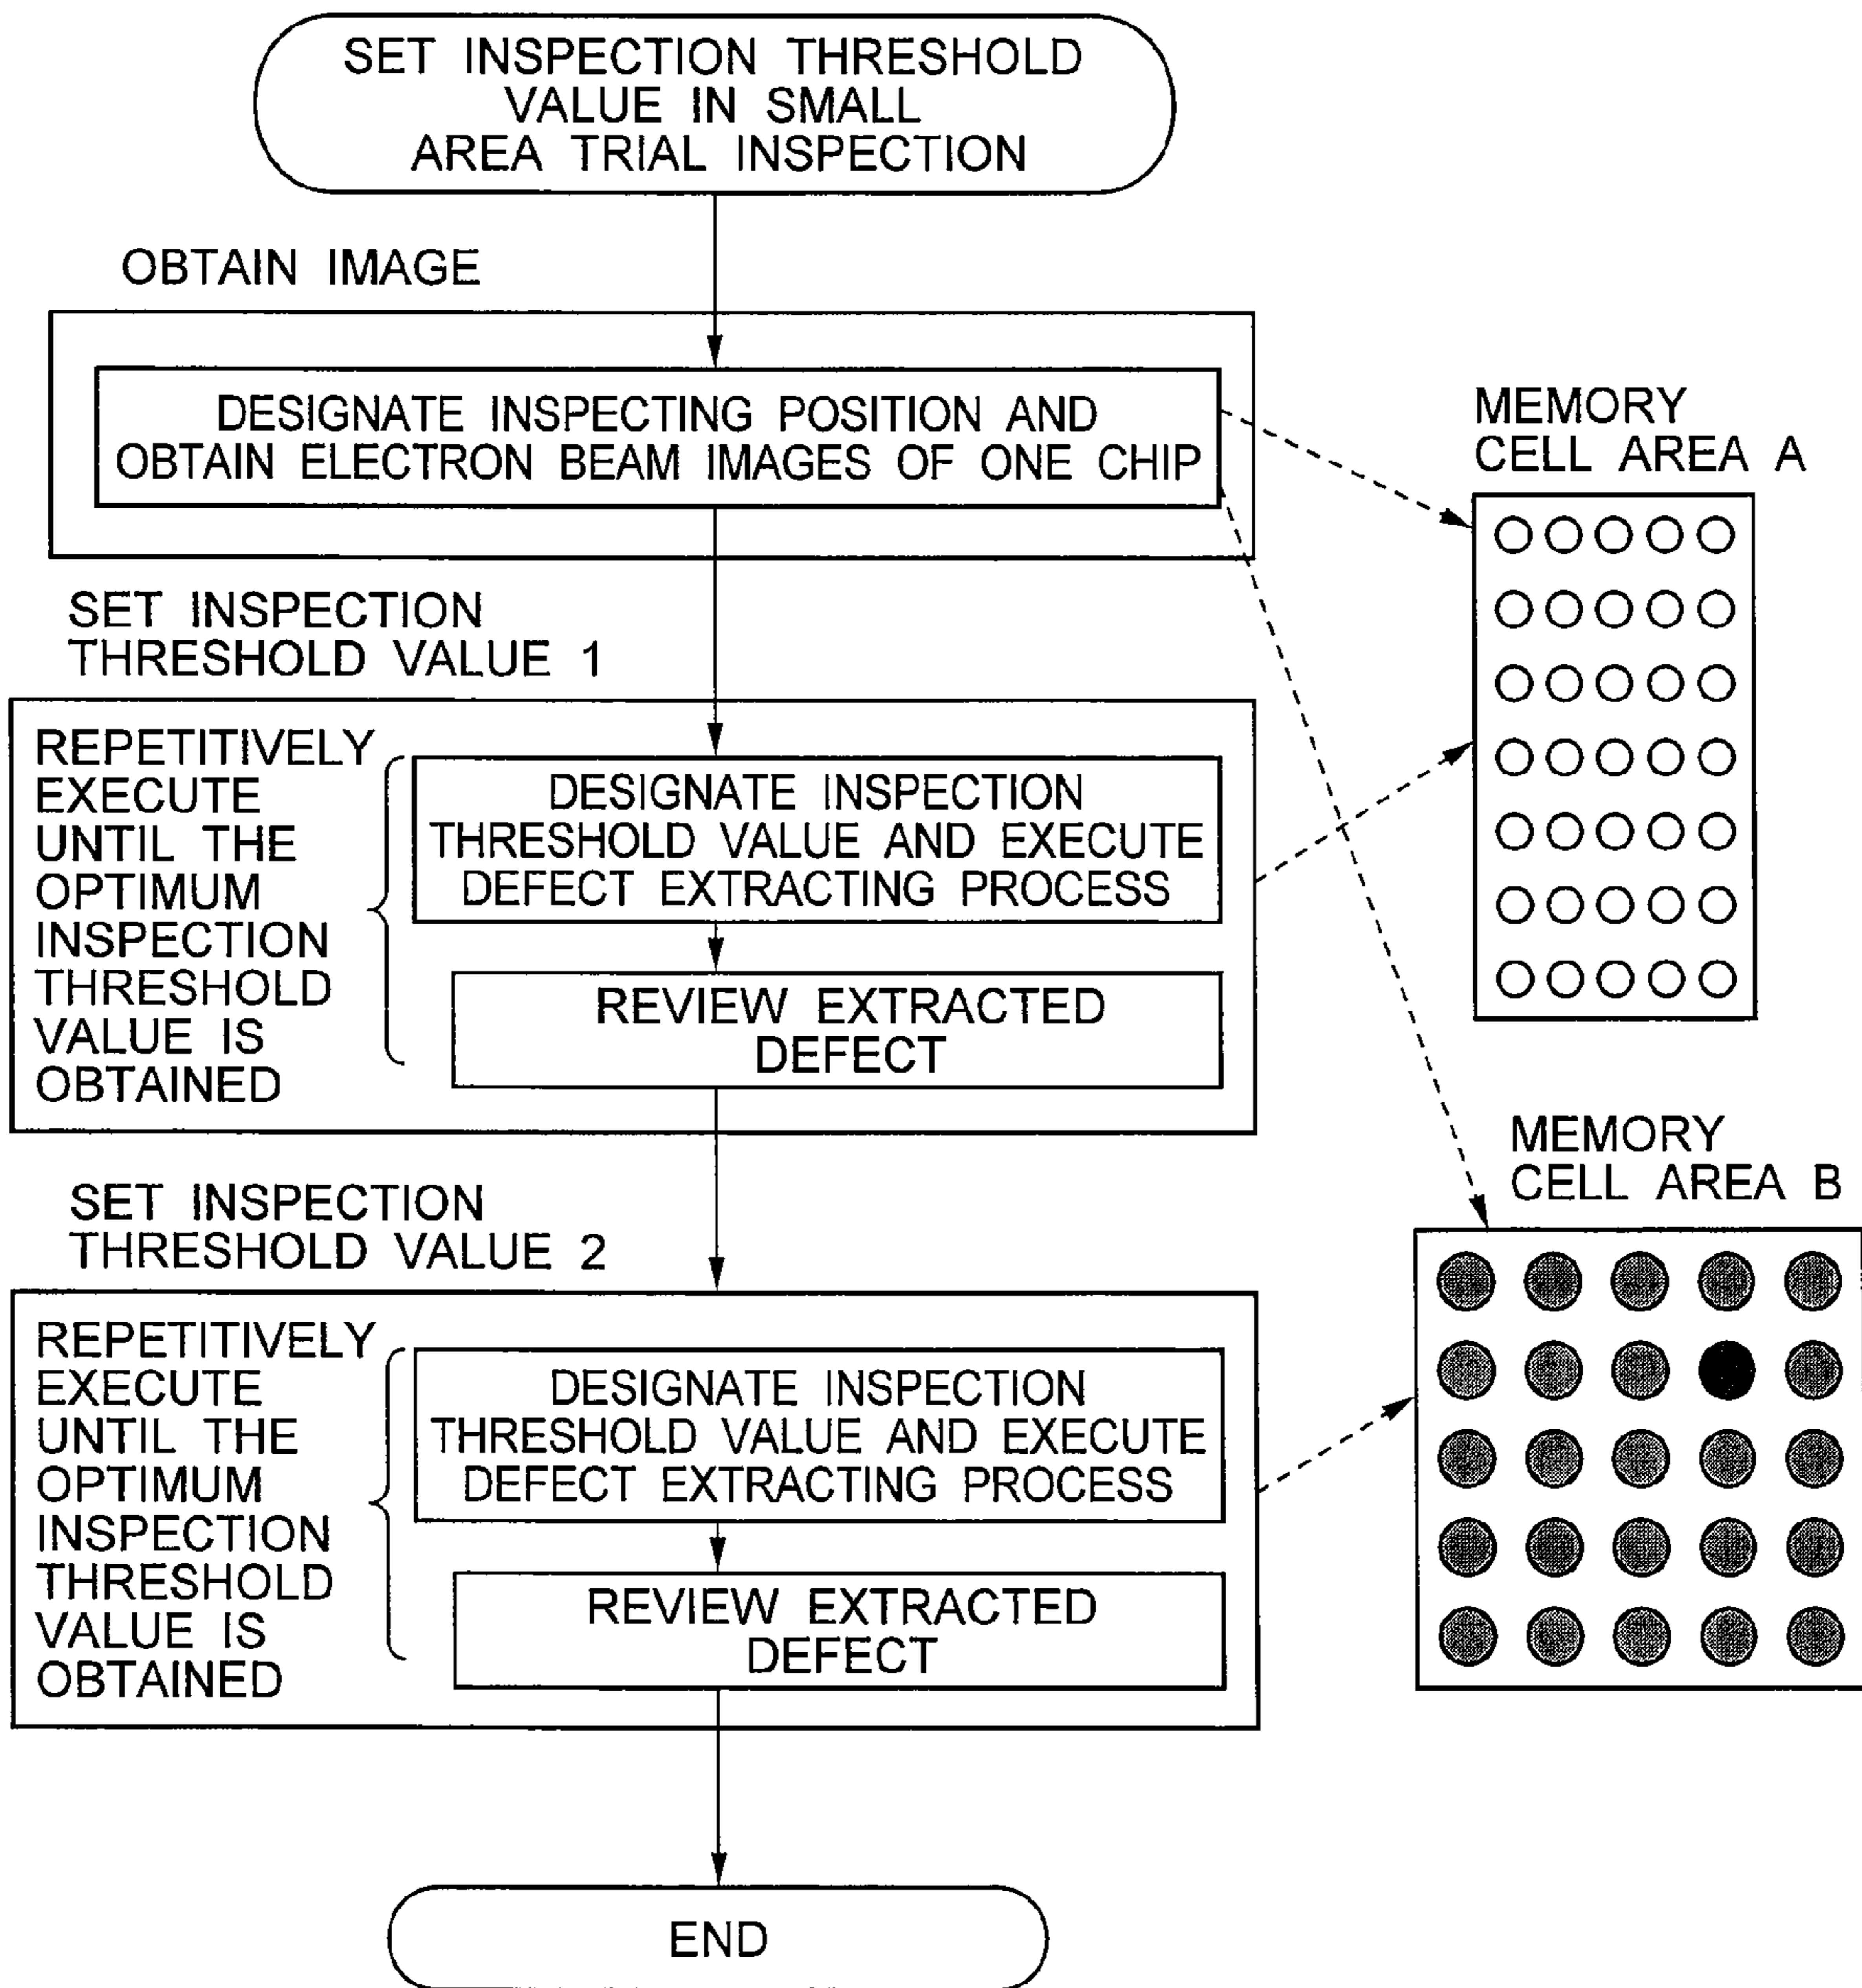 SET INSPECTION THRESHOLD
VALUE IN SMALL
AREA TRIAL INSPECTION
OBTAIN IMAGE
DESIGNATE INSPECTING POSITION AND
OBTAIN ELECTRON BEAM IMAGES OF ONE CHIP
MEMORY
CELL AREA A
SET INSPECTION
THRESHOLD VALUE 1
REPETITIVELY
EXECUTE
UNTIL THE
OPTIMUM
INSPECTION
THRESHOLD
VALUE IS
OBTAINED
DESIGNATE INSPECTION
THRESHOLD VALUE AND EXECUTE
DEFECT EXTRACTING PROCESS
REVIEW EXTRACTED
DEFECT
MEMORY
CELL AREA B
SET INSPECTION
THRESHOLD VALUE 2
REPETITIVELY
EXECUTE
UNTIL THE
OPTIMUM
INSPECTION
THRESHOLD
VALUE IS
OBTAINED
DESIGNATE INSPECTION
THRESHOLD VALUE AND EXECUTE
DEFECT EXTRACTING PROCESS
REVIEW EXTRACTED
DEFECT
END